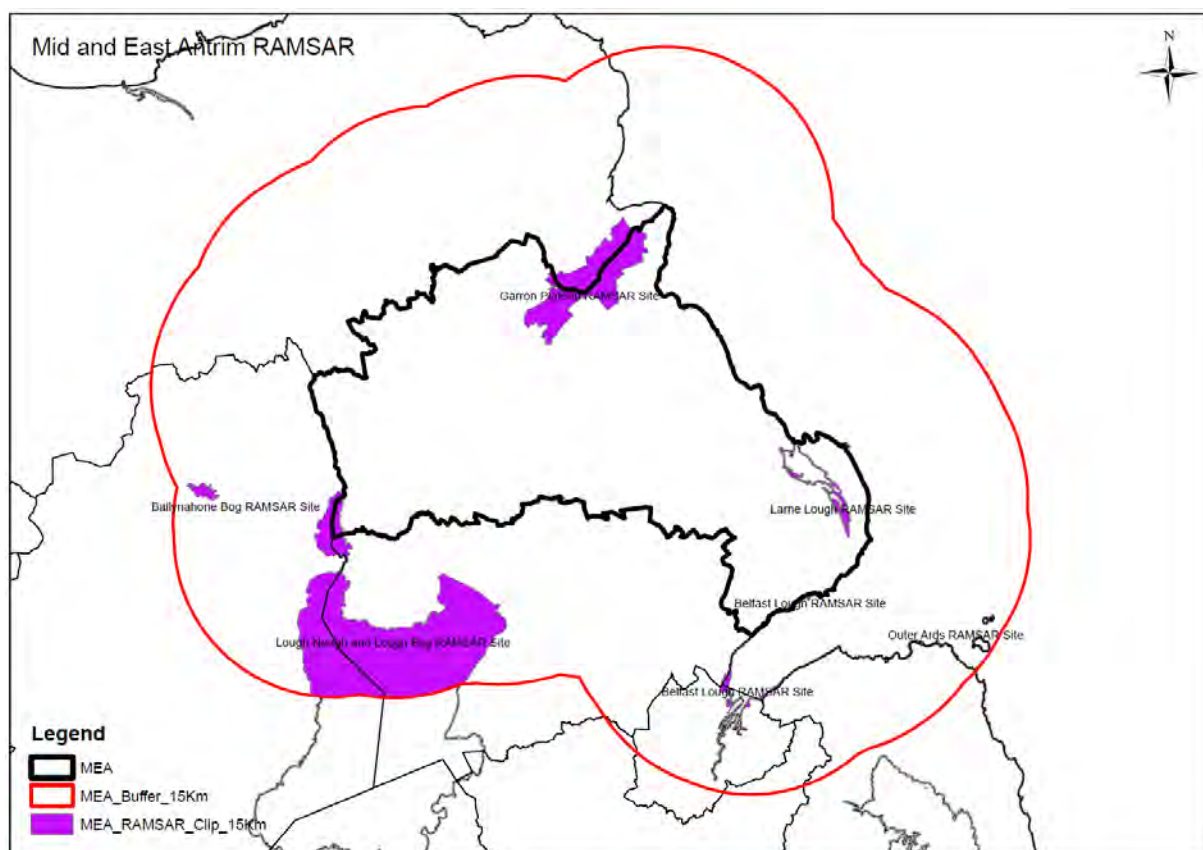 Mid and East Antrim RAMSAR
N
Garron Plateau RAMSAR Site
Ballynahone Bog RAMSAR Site
Larne Lough RAMSAR Site
Belfast Lough RAMSAR Site
Outer Ards RAMSAR Site
Lough Neagh and Lough Beg RAMSAR Site
Belfast Lough RAMSAR Site
Legend
MEA
MEA_Buffer_15Km
MEA_RAMSAR_Clip_15Km